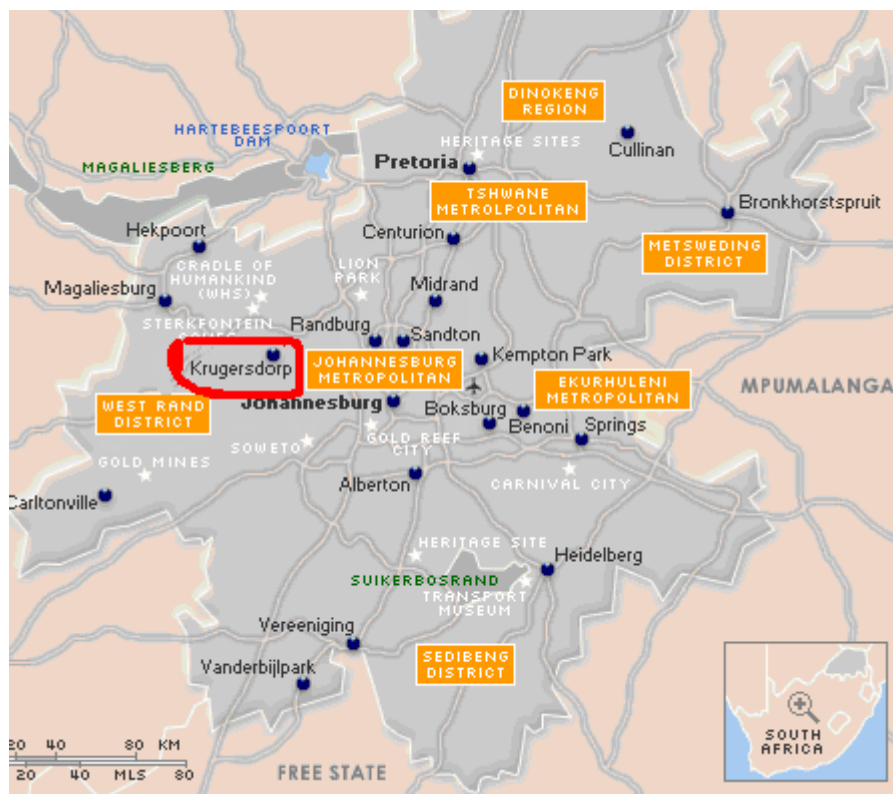 DINOKENG
REGION
HARTEBEESPOORT
DAM
HERITAGE SITES
Cullinan
Pretoria
MAGALIESBERG
TSHWANE
METROLPOLITAN
Bronkhorstspruit
Hekpoort
Centurion
METSWEDING
DISTRICT
CRADLE OF
HUMANKIND
(WHS)
LION
PARK
Magaliesburg
Midrand
STERKFONTEIN
Randburg
Sandton
Krugersdorp
JOHANNESBURG
METROPOLITAN
Kempton Park
EKURHULENI
METROPOLITAN
MPUMALANGA
WEST RAND
DISTRICT
Johannesburg
Boksburg
Benoni
Springs
SOWETO
GOLD REEF
CITY
GOLD MINES
Alberton
CARNIVAL CITY
Carltonville
HERITAGE SITE
Heidelberg
SUIKERBOSRAND
TRANSPORT
MUSEUM
Vereeniging
SEDIBENG
DISTRICT
Vanderbijlpark
SOUTH
AFRICA
20 40 80 KM
20 40 MLS 80
FREE STATE